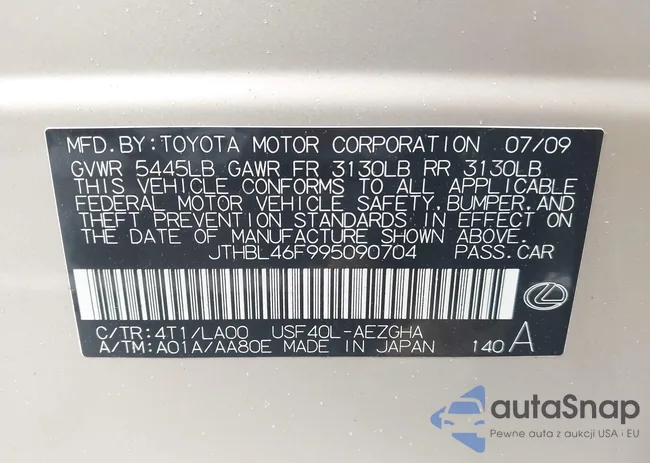 MFD.BY:TOYOTA MOTOR CORPORATION 07/09
GVWR 5445LB GAWR FR 3130LB RR 3130LB
THIS VEHICLE CONFORMS TO ALL APPLICABLE
FEDERAL MOTOR VEHICLE SAFETY,BUMPER,AND
THEFT PREVENTION STANDARDS IN EFFECT ON
THE DATE OF MANUFACTURE SHOWN ABOVE.
JTHBL46F995090704 PASS.CAR
C/TR:4T1/LA00 USF40L-AEZGHA
A/TM:A01A/AA80E MADE IN JAPAN 140 A
autaSnap
Pewne auta z aukcji USA i EU